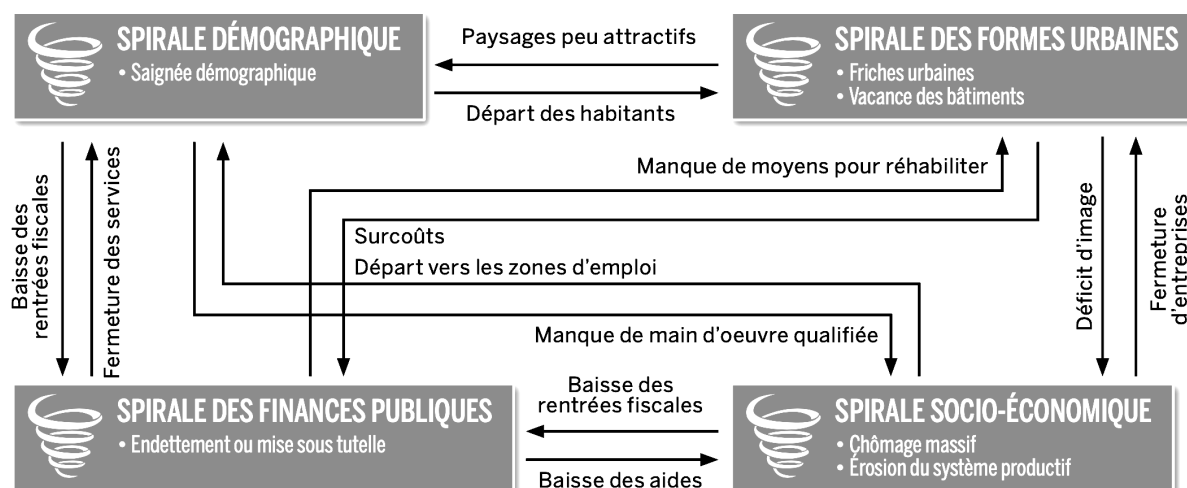 SPIRALE DÉMOGRAPHIQUE
• Saignée démographique
Paysages peu attractifs
Départ des habitants
SPIRALE DES FORMES URBAINES
• Friches urbaines
• Vacance des bâtiments
Baisse des
rentrées fiscales
Fermeture des services
Manque de moyens pour réhabiliter
Surcoûts
Départ vers les zones d'emploi
Manque de main d'oeuvre qualifiée
Déficit d'image
Fermeture
d'entreprises
SPIRALE DES FINANCES PUBLIQUES
• Endettement ou mise sous tutelle
Baisse des
rentrées fiscales
Baisse des aides
SPIRALE SOCIO-ÉCONOMIQUE
• Chômage massif
• Érosion du système productif